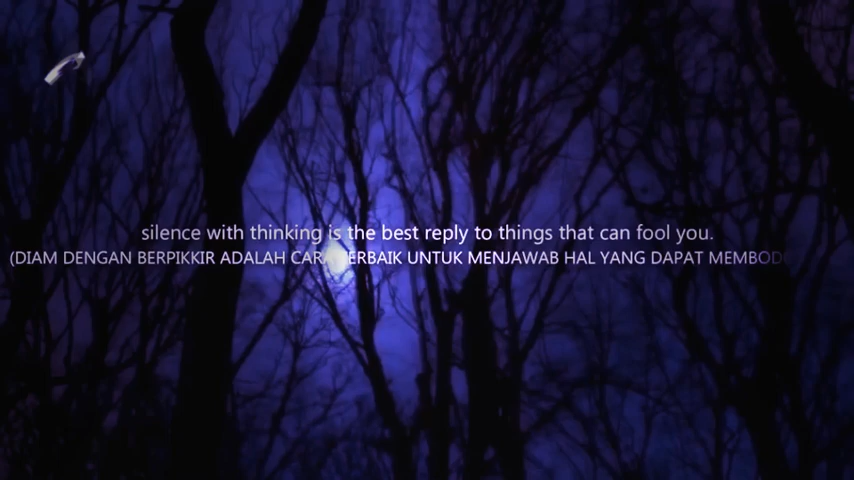 silence with thinking is the best reply to things that can fool you.
(DIAM DENGAN BERPIKKIR ADALAH CARA TERBAIK UNTUK MENJAWAB HAL YANG DAPAT